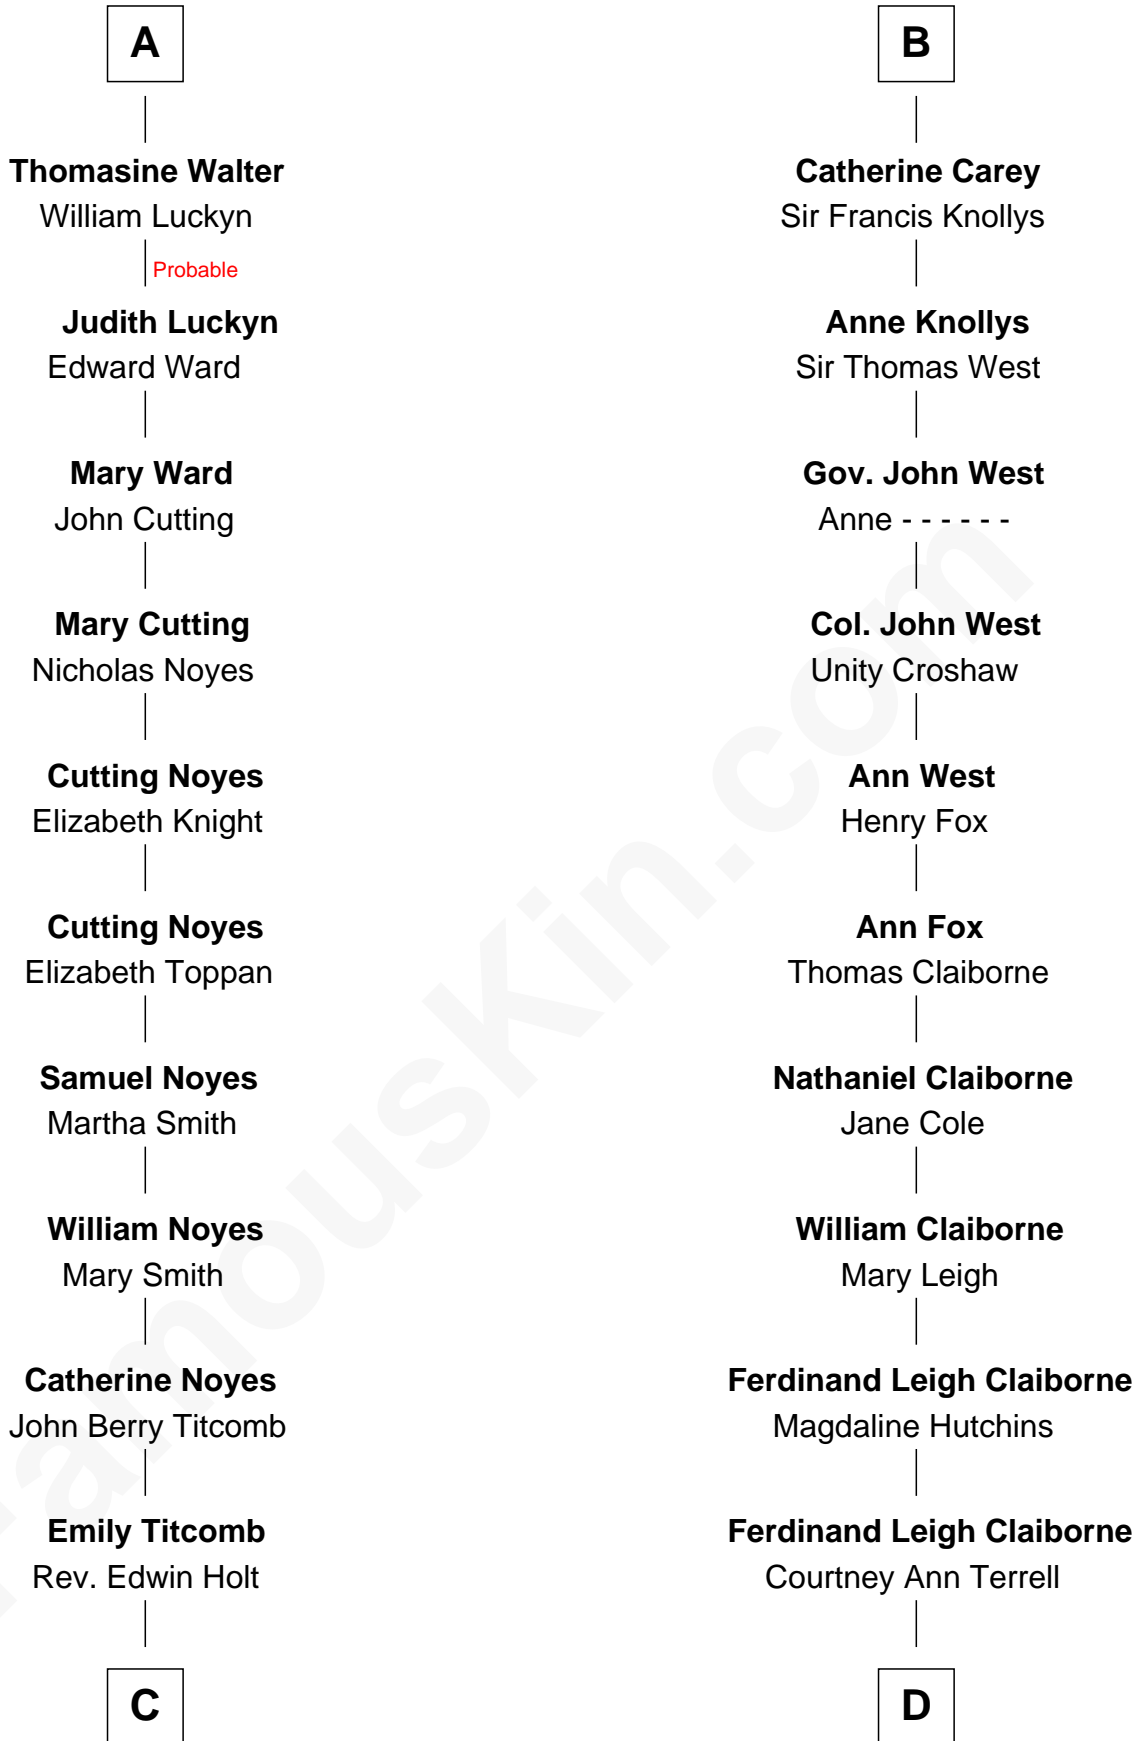 A
Thomasine Walter
William Luckyn
Probable
Judith Luckyn
Edward Ward
Mary Ward
John Cutting
Mary Cutting
Nicholas Noyes
Cutting Noyes
Elizabeth Knight
Cutting Noyes
Elizabeth Toppan
Samuel Noyes
Martha Smith
William Noyes
Mary Smith
Catherine Noyes
John Berry Titcomb
Emily Titcomb
Rev. Edwin Holt
C
B
Catherine Carey
Sir Francis Knollys
Anne Knollys
Sir Thomas West
Gov. John West
Anne - - - - - -
Col. John West
Unity Croshaw
Ann West
Henry Fox
Ann Fox
Thomas Claiborne
Nathaniel Claiborne
Jane Cole
William Claiborne
Mary Leigh
Ferdinand Leigh Claiborne
Magdaline Hutchins
Ferdinand Leigh Claiborne
Courtney Ann Terrell
D
FamousKin.com